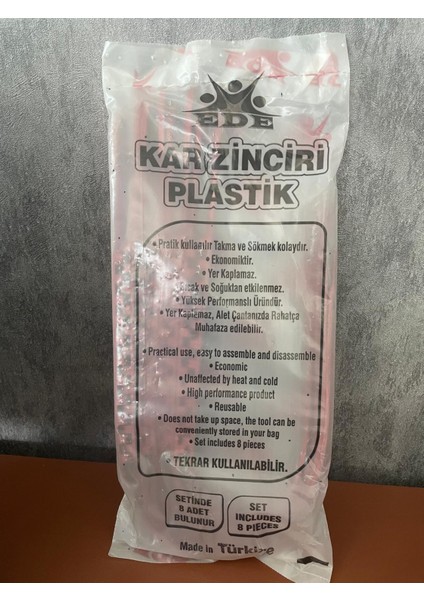 EDE
KAR ZİNCİRİ
PLASTİK
• Pratik kullanılır Takma ve Sökmek kolaydır.
• Ekonomiktir.
• Yer Kaplamaz.
Sıcak ve Soğuktan etkilenmez.
• Yüksek Performanslı Üründür.
• Yer Kaplamaz, Alet Çantanızda Rahatça
Muhafaza edilebilir.
• Practical use, easy to assemble and disassemble
• Economic
• Unaffected by heat and cold
• High performance product
• Reusable
• Does not take up space, the tool can be
conveniently stored in your bag
• Set includes 8 pieces
• TEKRAR KULLANILABİLİR.
SETİNDE
8 ADET
BULUNUR
SET
INCLUDES
8 PIECES
Made in Türkiye